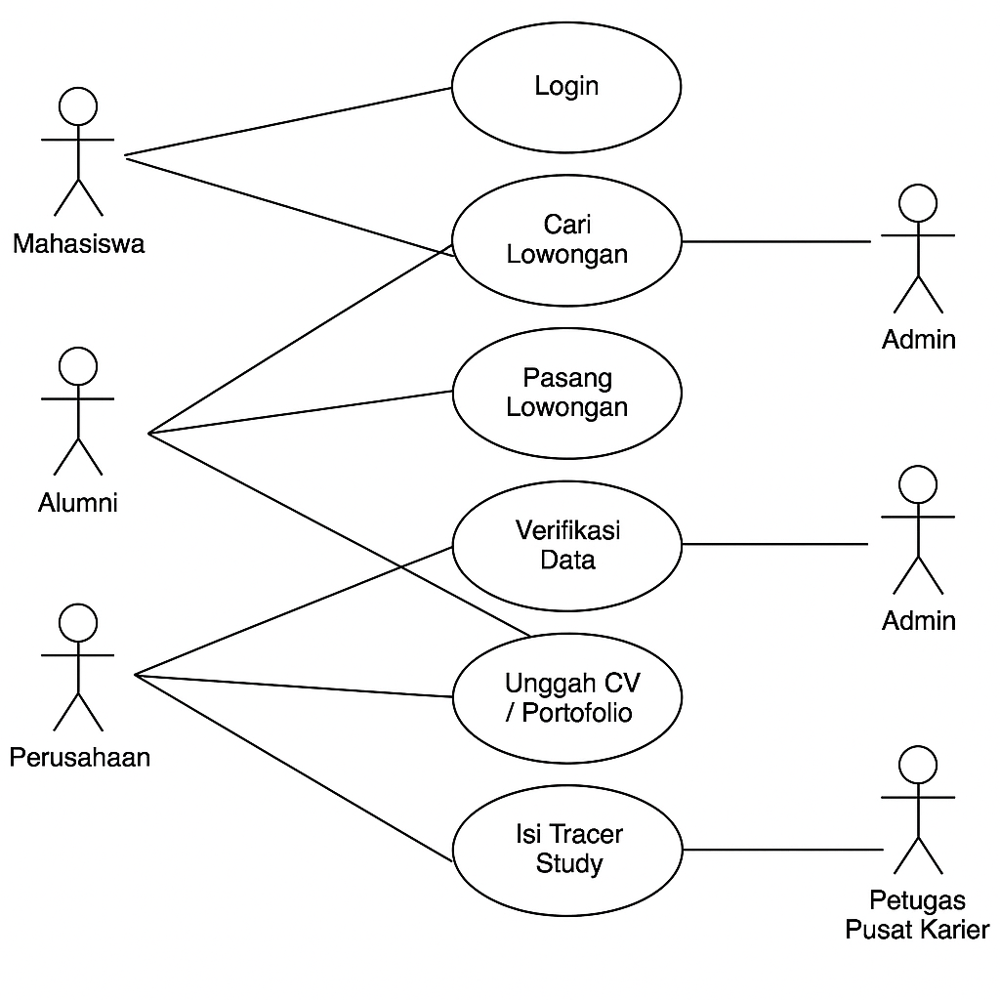 Login
Mahasiswa
Cari
Lowongan
Admin
Pasang
Lowongan
Alumni
Verifikasi
Data
Admin
Unggah CV
/ Portofolio
Perusahaan
Isi Tracer
Study
Petugas
Pusat Karier